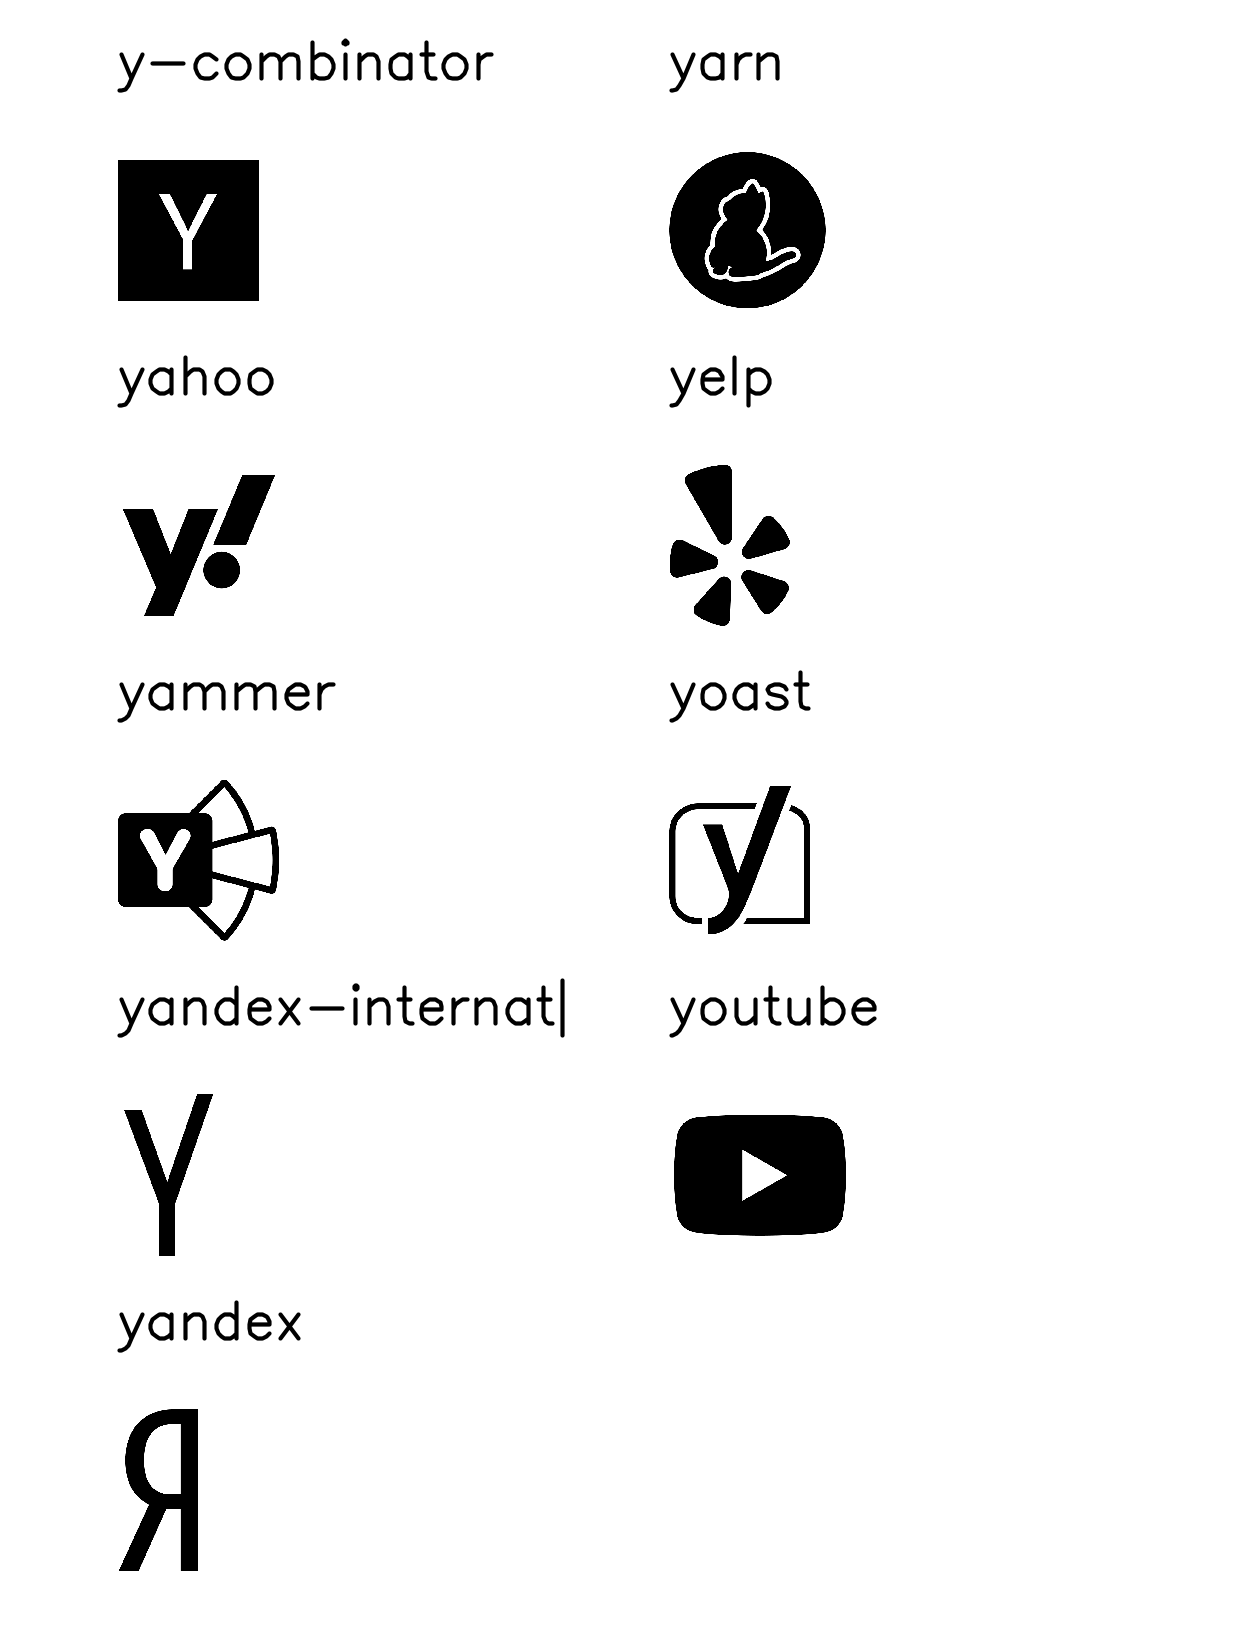 y-combinator
Y
yahoo
y!
yammer
Y
yandex-internat|
Y
yandex
Я
yarn
yelp
yoast
y
youtube